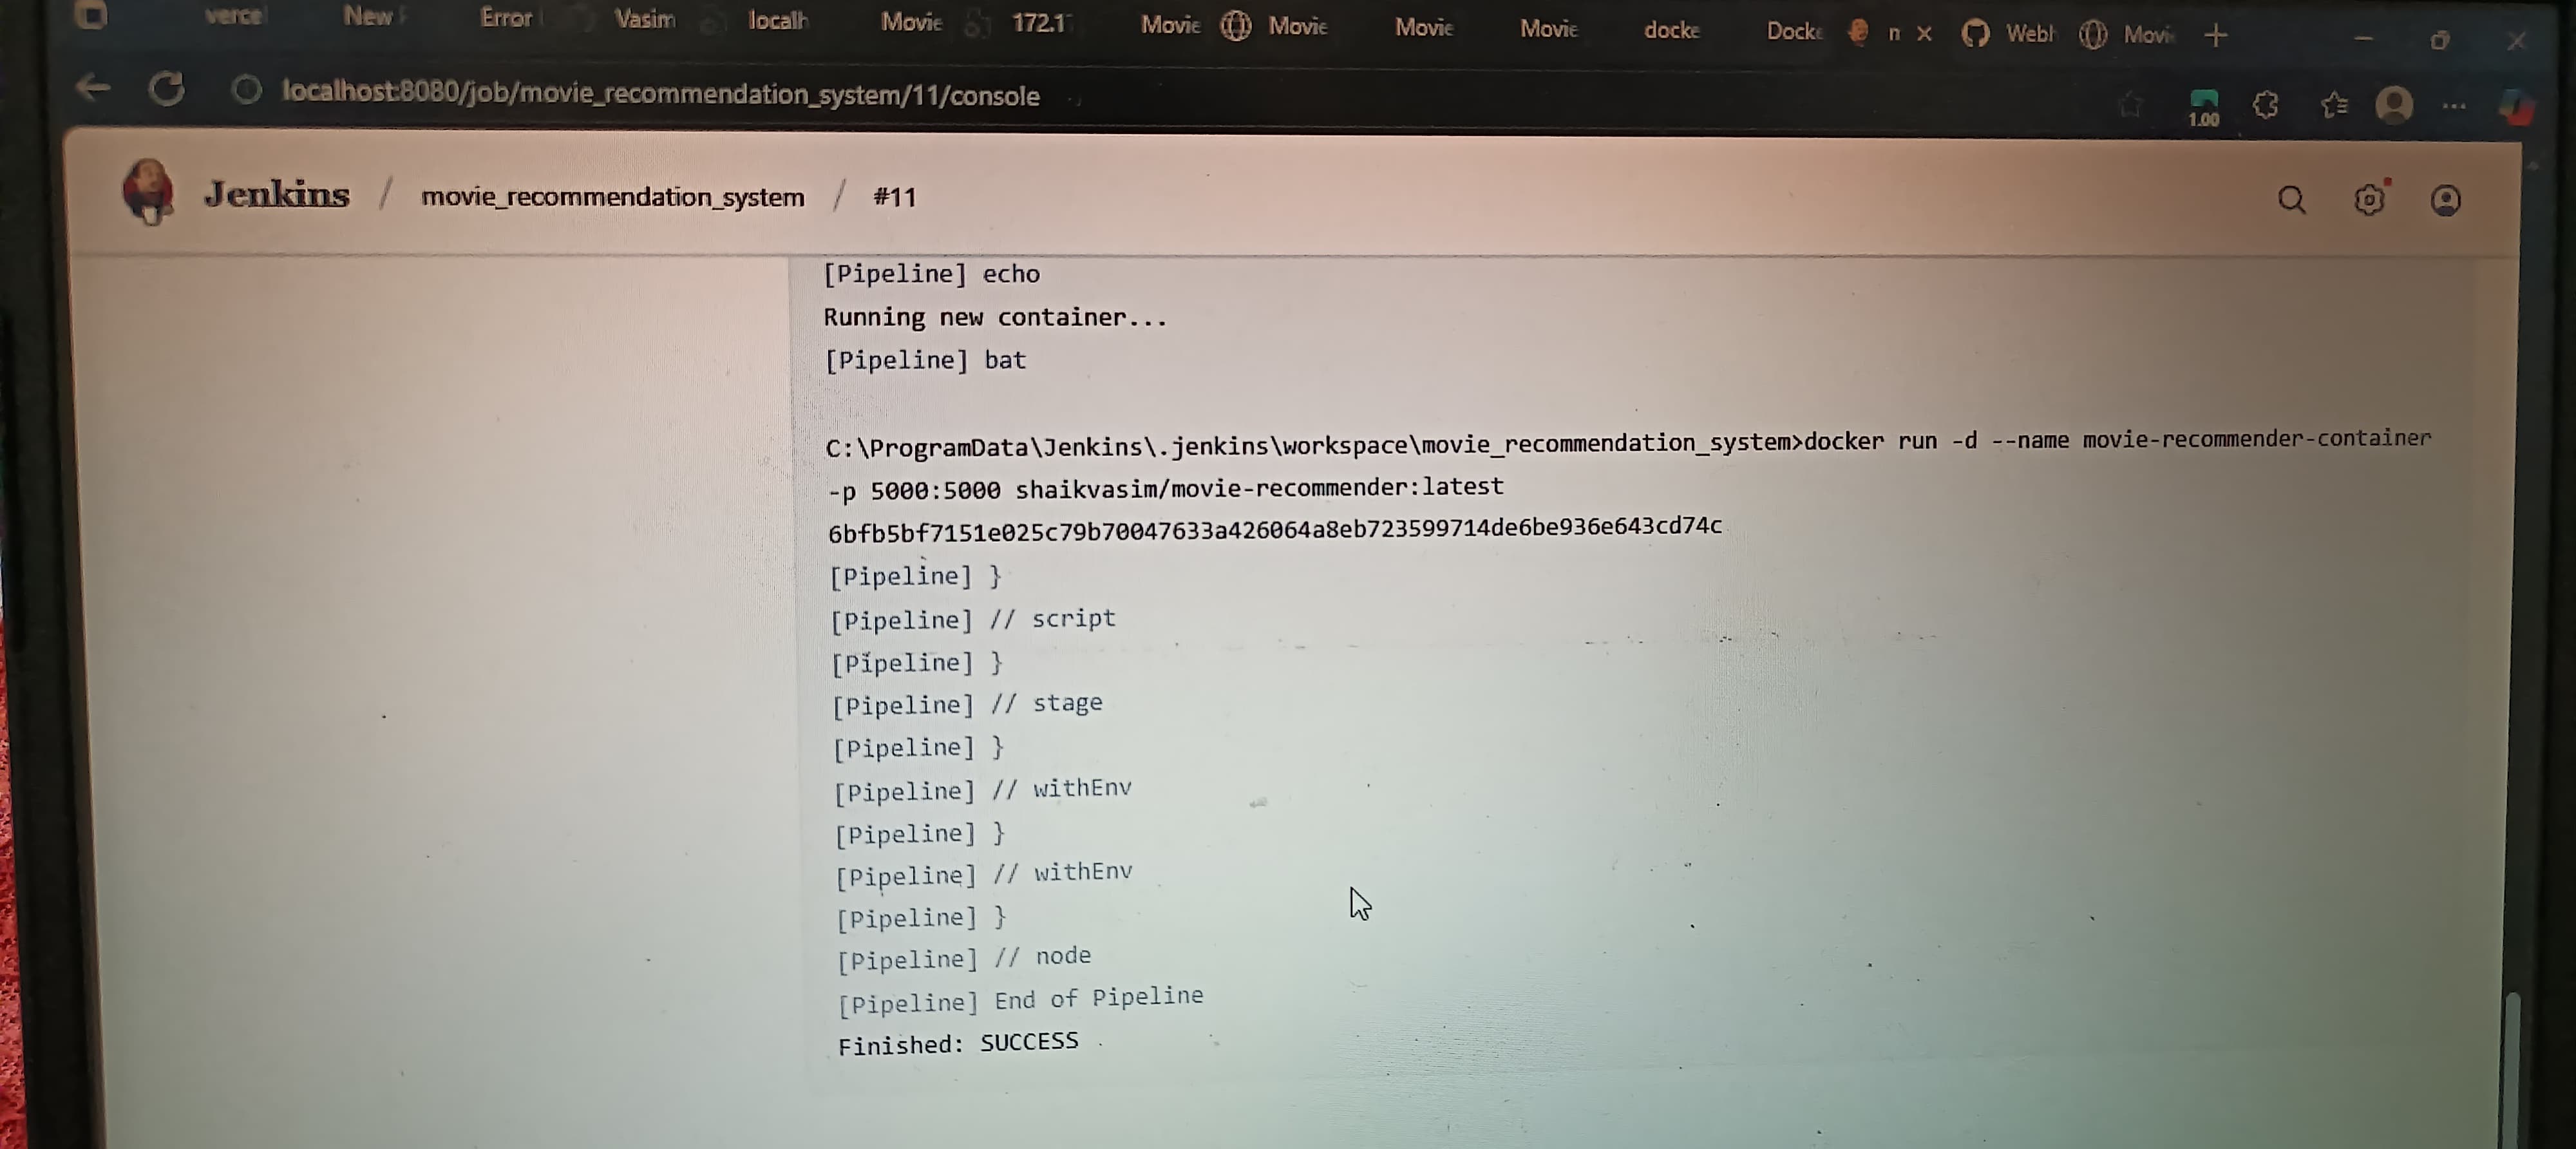 New
Error
Vasim
localh
Movie
172.1
Movie
Movie
Movie
Movie
docke
Docke
n
Movi
localhost:8080/job/movie_recommendation_system/11/console
1.00
Jenkins / movie_recommendation_system / #11
[Pipeline] echo
Running new container...
[Pipeline] bat
C:\ProgramData\Jenkins\.jenkins\workspace\movie_recommendation_system>docker run -d --name movie-recommender-container
-p 5000:5000 shaikvasim/movie-recommender:latest
6bfb5bf7151e025c79b70047633a426064a8eb723599714de6be936e643cd74c
[Pipeline] }
[Pipeline] // script
[Pipeline] }
[Pipeline] // stage
[Pipeline] }
[Pipeline] // withEnv
[Pipeline] }
[Pipeline] // withEnv
[Pipeline] }
[Pipeline] // node
[Pipeline] End of Pipeline
Finished: SUCCESS